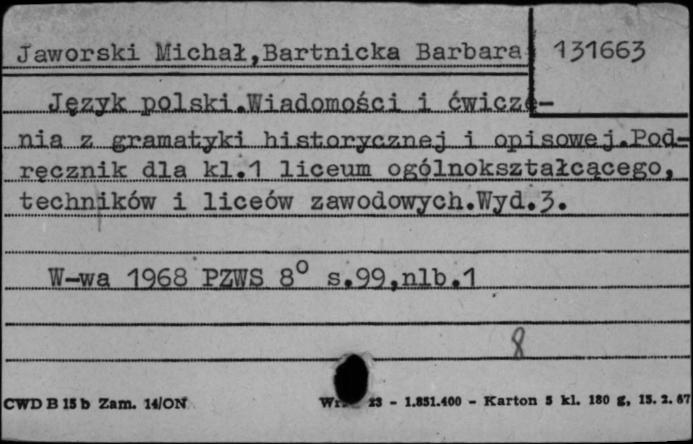 Jaworski Michał,Bartnicka Barbara 131663
Język polski.Wiadomości i ćwicze-
nia z gramatyki historycznej i opisowej.Pod-
ręcznik dla kl.1 liceum ogólnokształcącego,
techników i liceów zawodowych.Wyd.3.
W-wa 1968 PZWS 8° s.99,nlb.1
8
CWD B 15 b Zam. 14/ON 23 - 1.851.400 - Karton 5 kl. 180 g, 15. 2. 67